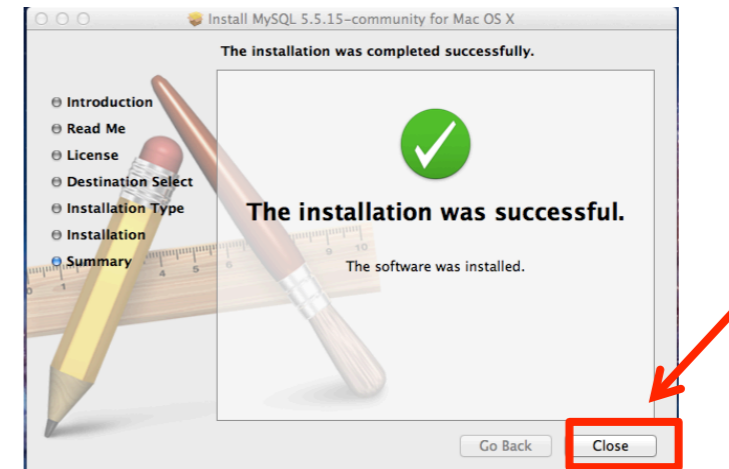 Install MySQL 5.5.15-community for Mac OS X
The installation was completed successfully.
Introduction
Read Me
License
Destination Select
Installation Type
Installation
Summary
The installation was successful.
The software was installed.
Go Back
Close